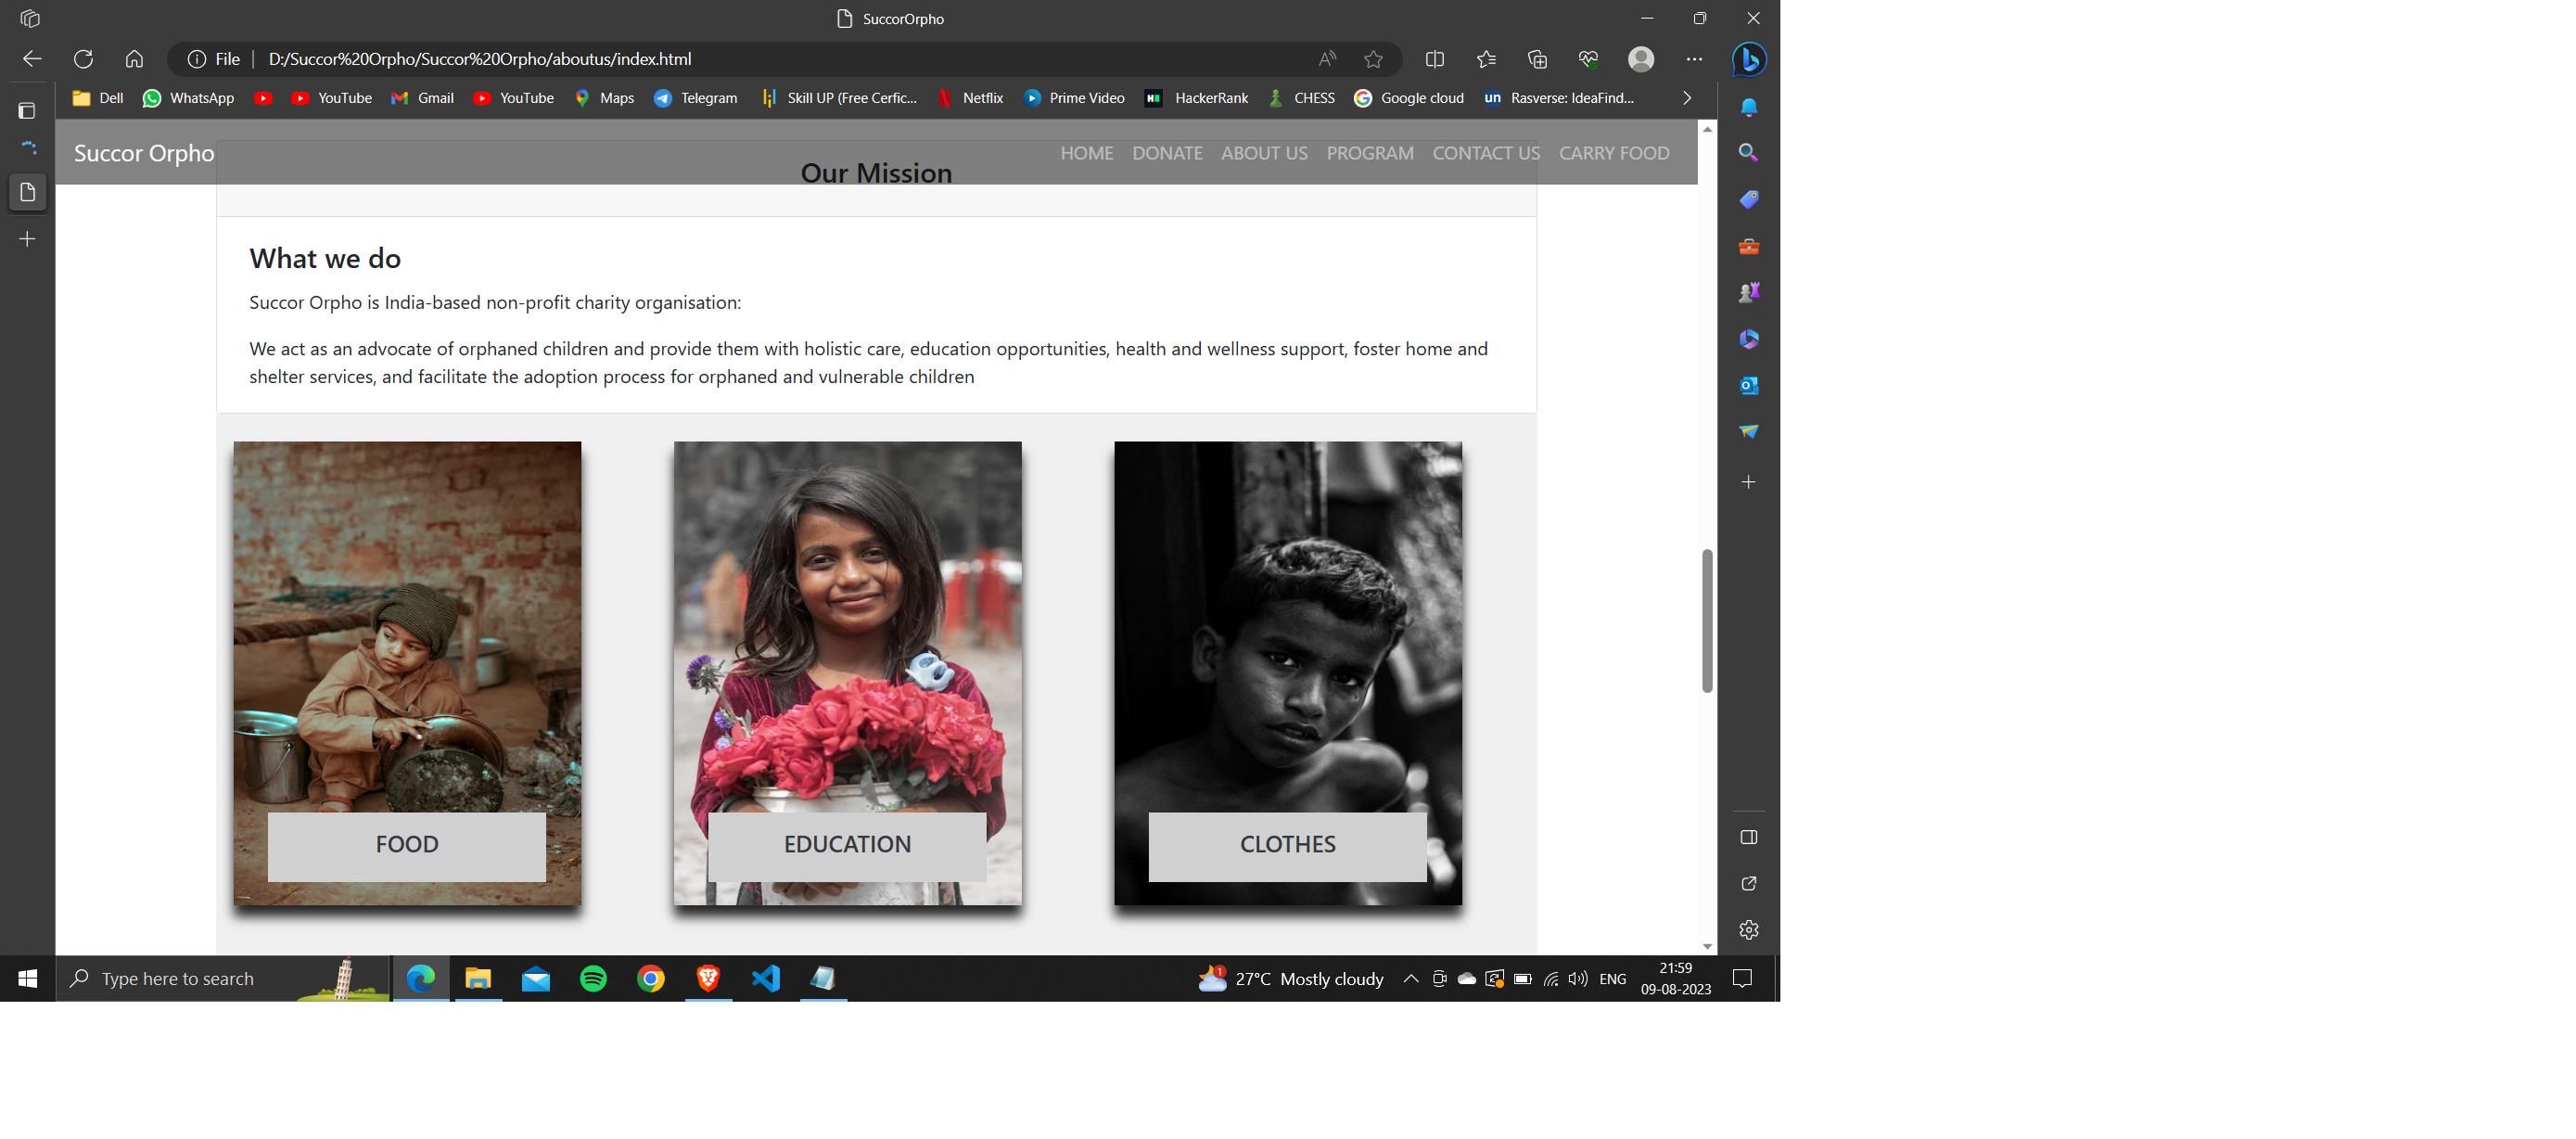 SuccorOrpho
File
D:/Succor%20Orpho/Succor%20Orpho/aboutus/index.html
Dell WhatsApp YouTube Gmail YouTube Maps Telegram Skill UP (Free Cerfic... Netflix Prime Video HackerRank CHESS Google cloud un Rasverse: IdeaFind...
Succor Orpho HOME DONATE ABOUT US PROGRAM CONTACT US CARRY FOOD
Our Mission
What we do
Succor Orpho is India-based non-profit charity organisation:
We act as an advocate of orphaned children and provide them with holistic care, education opportunities, health and wellness support, foster home and
shelter services, and facilitate the adoption process for orphaned and vulnerable children
FOOD EDUCATION CLOTHES
Type here to search
1
27°C Mostly cloudy
ENG
21:59
09-08-2023